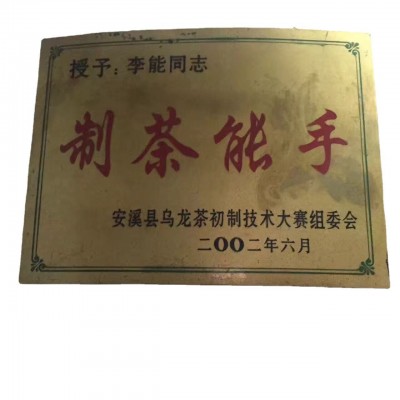 授予：李能同志
制茶能手
安溪县乌龙茶初制技术大赛组委会
二〇〇二年六月